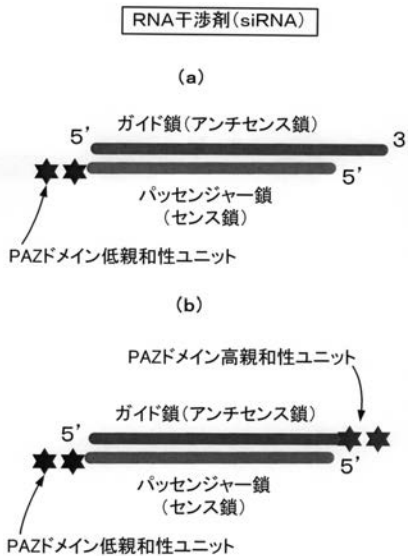 RNA干渉剤(siRNA)
(a)
ガイド鎖(アンチセンス鎖)
5’
3
5’
パッセンジャー鎖
(センス鎖)
PAZドメイン低親和性ユニット
(b)
PAZドメイン高親和性ユニット
ガイド鎖(アンチセンス鎖)
5’
5’
パッセンジャー鎖
(センス鎖)
PAZドメイン低親和性ユニット